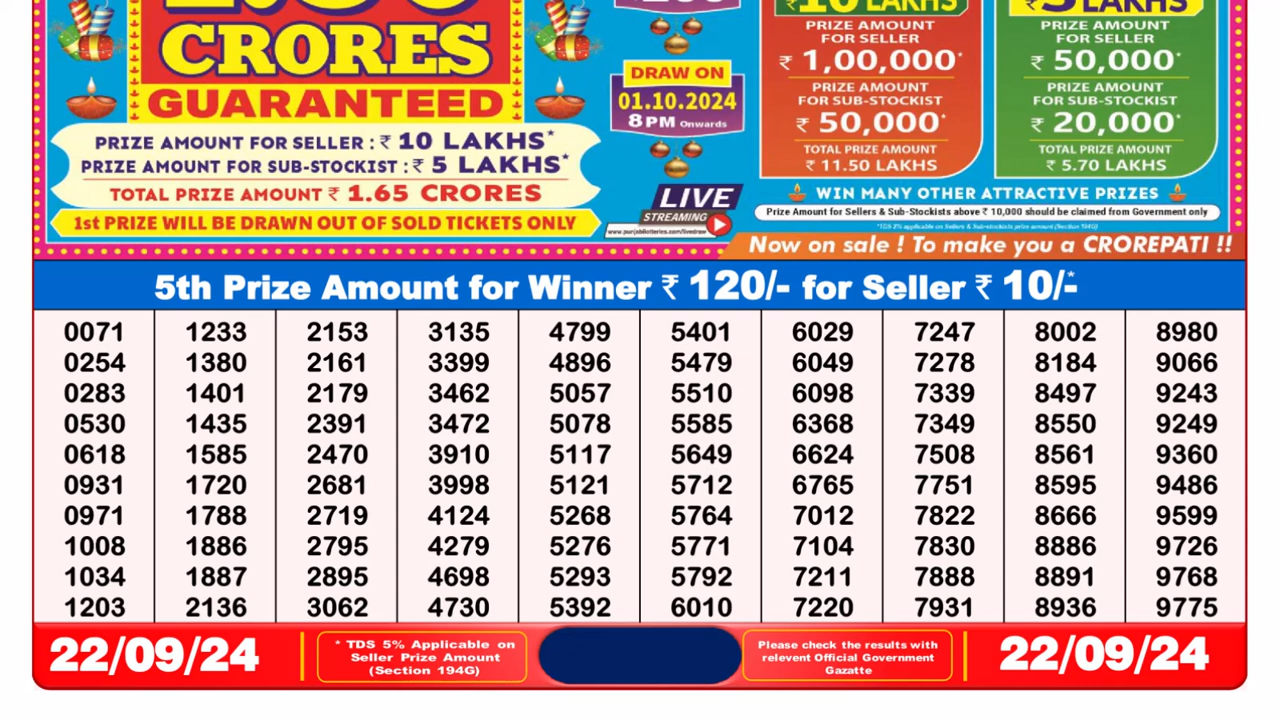 CRORES
GUARANTEED
PRIZE AMOUNT FOR SELLER : ₹ 10 LAKHS*
PRIZE AMOUNT FOR SUB-STOCKIST : ₹ 5 LAKHS*
TOTAL PRIZE AMOUNT ₹ 1.65 CRORES
1st PRIZE WILL BE DRAWN OUT OF SOLD TICKETS ONLY
DRAW ON
01.10.2024
8PM Onwards
LIVE
STREAMING
www.punjablotteries.com/livedraw
₹10 LAKHS
PRIZE AMOUNT
FOR SELLER
₹ 1,00,000*
PRIZE AMOUNT
FOR SUB-STOCKIST
₹ 50,000*
TOTAL PRIZE AMOUNT
₹ 11.50 LAKHS
₹5 LAKHS
PRIZE AMOUNT
FOR SELLER
₹ 50,000*
PRIZE AMOUNT
FOR SUB-STOCKIST
₹ 20,000*
TOTAL PRIZE AMOUNT
₹ 5.70 LAKHS
WIN MANY OTHER ATTRACTIVE PRIZES
Prize Amount for Sellers & Sub-Stockists above ₹ 10,000 should be claimed from Government only
Now on sale ! To make you a CROREPATI !!
5th Prize Amount for Winner ₹ 120/- for Seller ₹ 10/-*
0071 1233 2153 3135 4799 5401 6029 7247 8002 8980
0254 1380 2161 3399 4896 5479 6049 7278 8184 9066
0283 1401 2179 3462 5057 5510 6098 7339 8497 9243
0530 1435 2391 3472 5078 5585 6368 7349 8550 9249
0618 1585 2470 3910 5117 5649 6624 7508 8561 9360
0931 1720 2681 3998 5121 5712 6765 7751 8595 9486
0971 1788 2719 4124 5268 5764 7012 7822 8666 9599
1008 1886 2795 4279 5276 5771 7104 7830 8886 9726
1034 1887 2895 4698 5293 5792 7211 7888 8891 9768
1203 2136 3062 4730 5392 6010 7220 7931 8936 9775
22/09/24
* TDS 5% Applicable on
Seller Prize Amount
(Section 194G)
Please check the results with
relevent Official Government
Gazatte
22/09/24